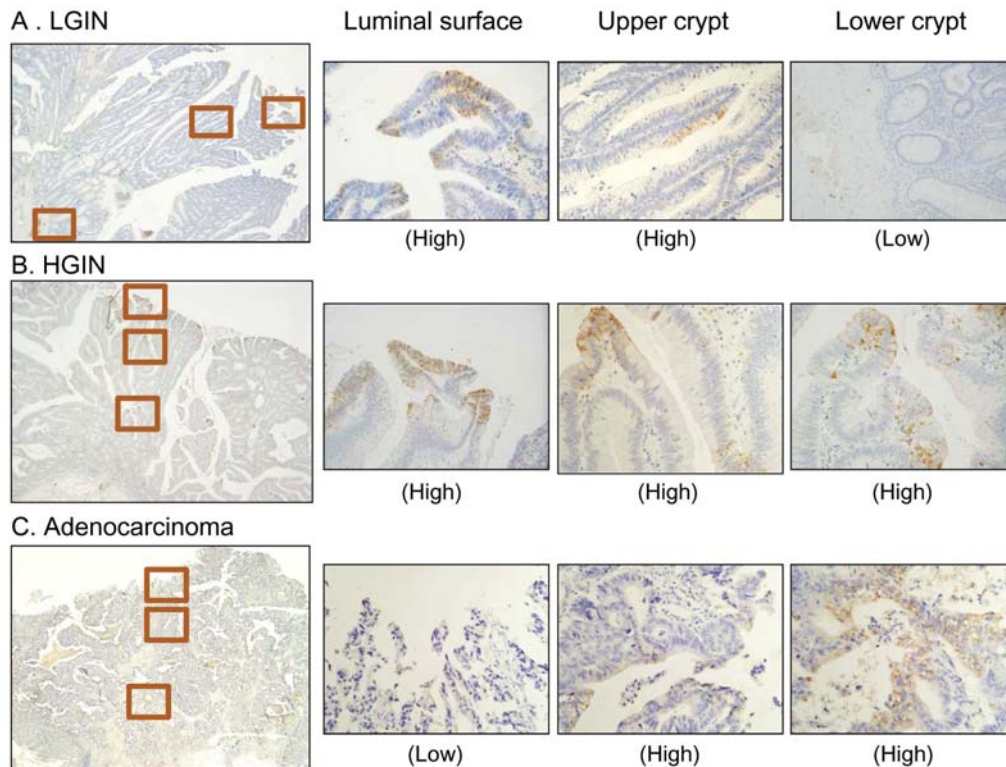 A . LGIN
Luminal surface
Upper crypt
Lower crypt
(High)
(High)
(Low)
B. HGIN
(High)
(High)
(High)
C. Adenocarcinoma
(Low)
(High)
(High)